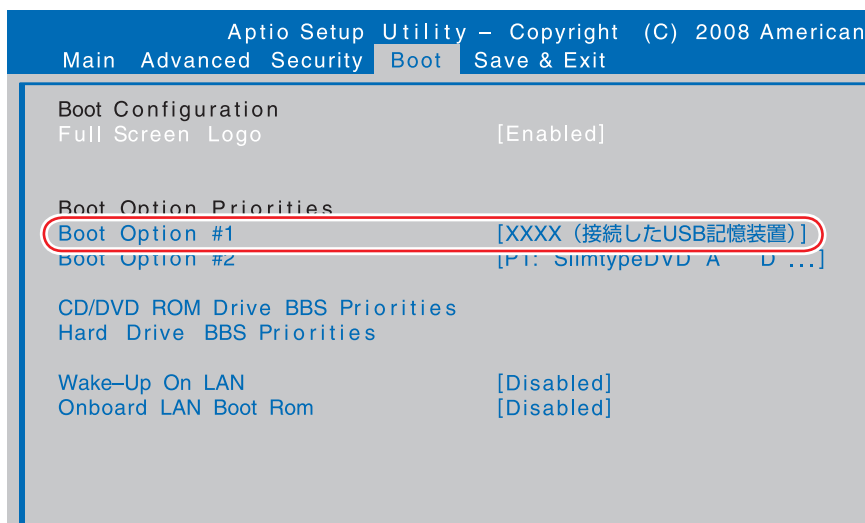 Aptio Setup Utility – Copyright (C) 2008 American
Main Advanced Security Boot Save & Exit
Boot Configuration
Full Screen Logo [Enabled]
Boot Option Priorities
Boot Option #1 [XXXX（接続したUSB記憶装置）]
Boot Option #2 [P1: SlimtypeDVD A D ...]
CD/DVD ROM Drive BBS Priorities
Hard Drive BBS Priorities
Wake–Up On LAN [Disabled]
Onboard LAN Boot Rom [Disabled]